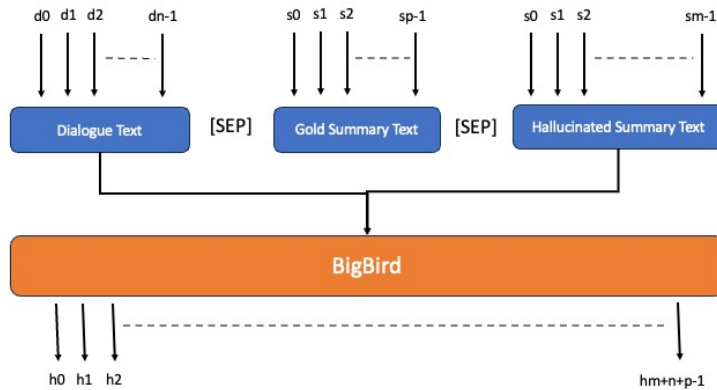 d0 d1 d2 dn-1 s0 s1 s2 sp-1 s0 s1 s2 sm-1
Dialogue Text [SEP] Gold Summary Text [SEP] Hallucinated Summary Text
BigBird
h0 h1 h2 hm+n+p-1